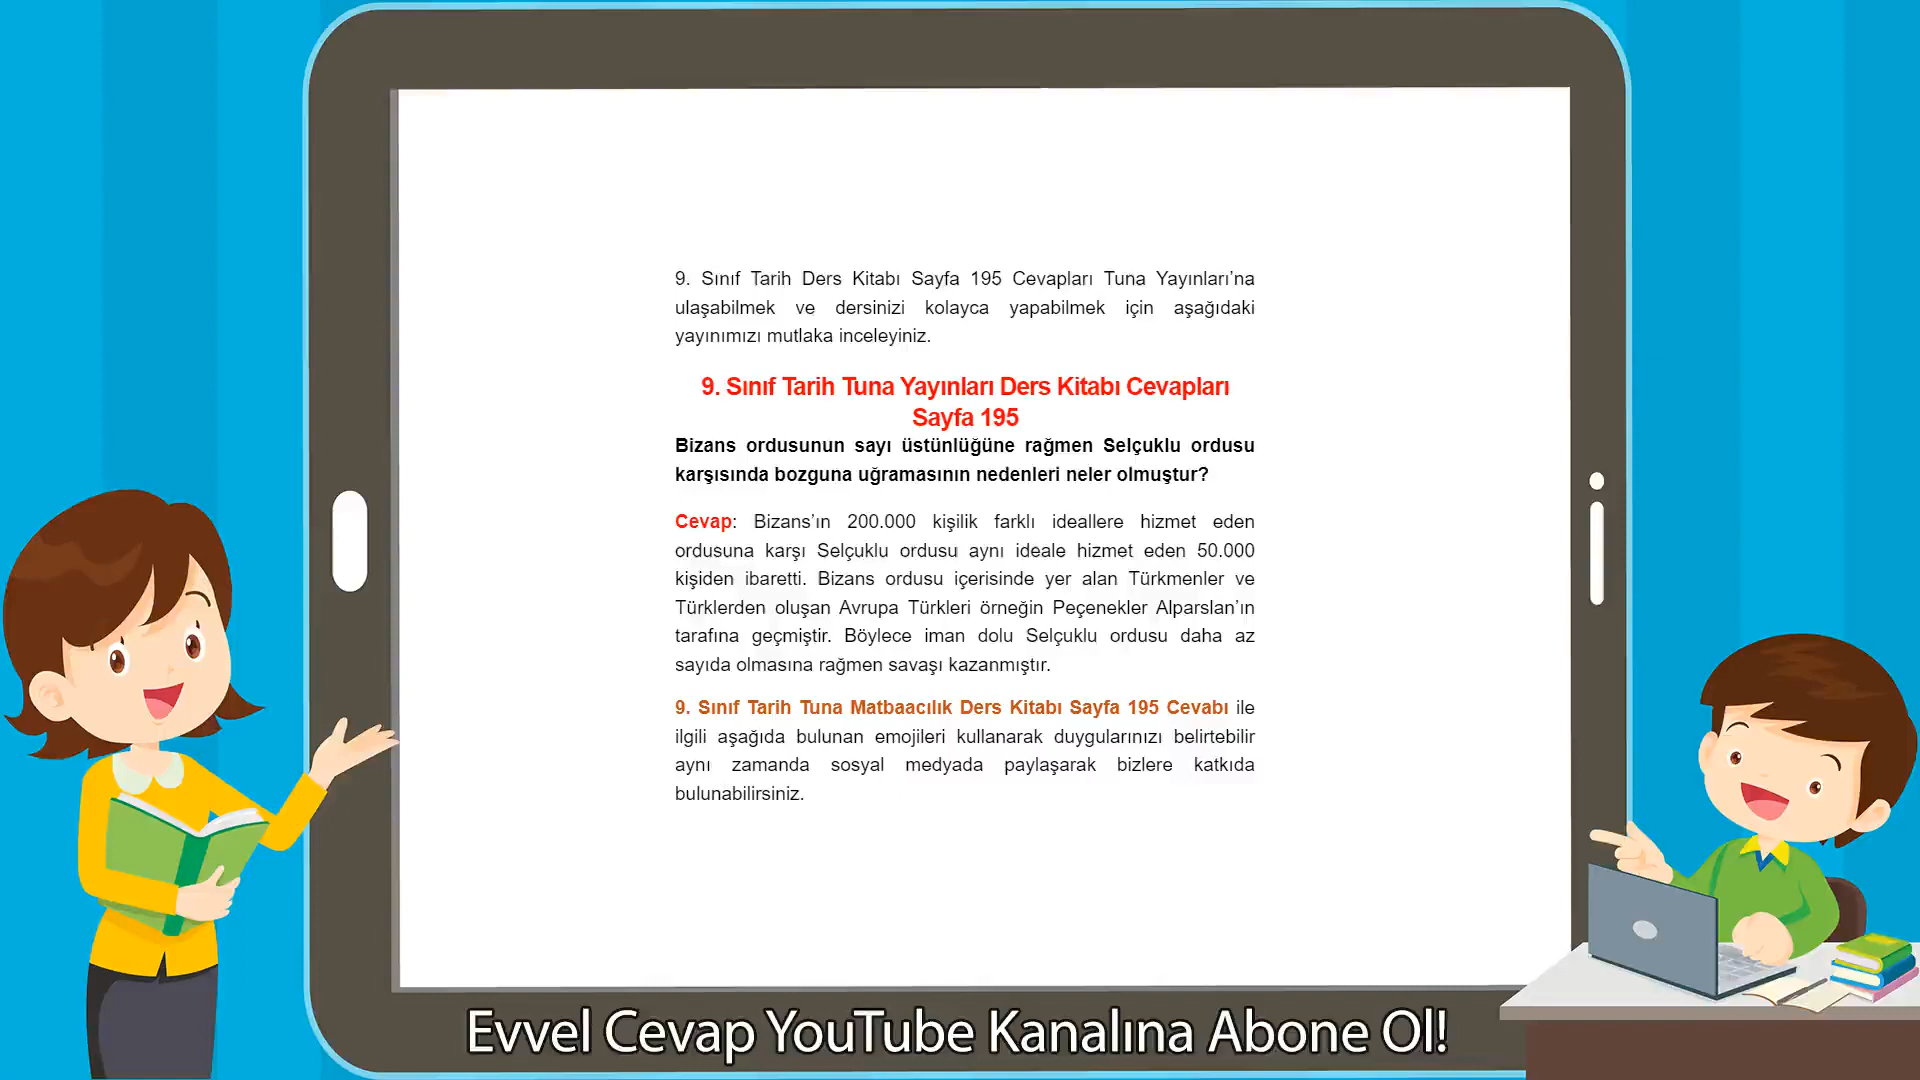 9. Sınıf Tarih Ders Kitabı Sayfa 195 Cevapları Tuna Yayınları’na
ulaşabilmek ve dersinizi kolayca yapabilmek için aşağıdaki
yayınımızı mutlaka inceleyiniz.
9. Sınıf Tarih Tuna Yayınları Ders Kitabı Cevapları
Sayfa 195
Bizans ordusunun sayı üstünlüğüne rağmen Selçuklu ordusu
karşısında bozguna uğramasının nedenleri neler olmuştur?
Cevap: Bizans’ın 200.000 kişilik farklı ideallere hizmet eden
ordusuna karşı Selçuklu ordusu aynı ideale hizmet eden 50.000
kişiden ibaretti. Bizans ordusu içerisinde yer alan Türkmenler ve
Türklerden oluşan Avrupa Türkleri örneğin Peçenekler Alparslan’ın
tarafına geçmiştir. Böylece iman dolu Selçuklu ordusu daha az
sayıda olmasına rağmen savaşı kazanmıştır.
9. Sınıf Tarih Tuna Matbaacılık Ders Kitabı Sayfa 195 Cevabı ile
ilgili aşağıda bulunan emojileri kullanarak duygularınızı belirtebilir
aynı zamanda sosyal medyada paylaşarak bizlere katkıda
bulunabilirsiniz.
Evvel Cevap YouTube Kanalına Abone Ol!